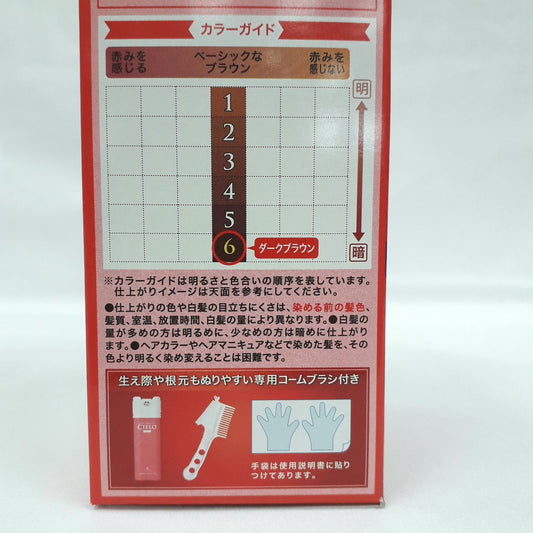 カラーガイド
赤みを 感じる
ベーシックな ブラウン
赤みを 感じない
明
1
2
3
4
5
6
ダークブラウン
暗
※カラーガイドは明るさと色合いの順序を表しています。
仕上がりイメージは天面を参考にしてください。
●仕上がりの色や白髪の目立ちにくさは、染める前の髪色、
髪質、室温、放置時間、白髪の量により異なります。●白髪
の量が多めの方は明るめに、少なめの方は暗めに仕上がり
ます。●ヘアカラーやヘアマニキュアなどで染めた髪を、その
色より明るく染め変えることは困難です。
生え際や根元もぬりやすい専用コームブラシ付き
CIELO
手袋は使用説明書に貼り
つけてあります。